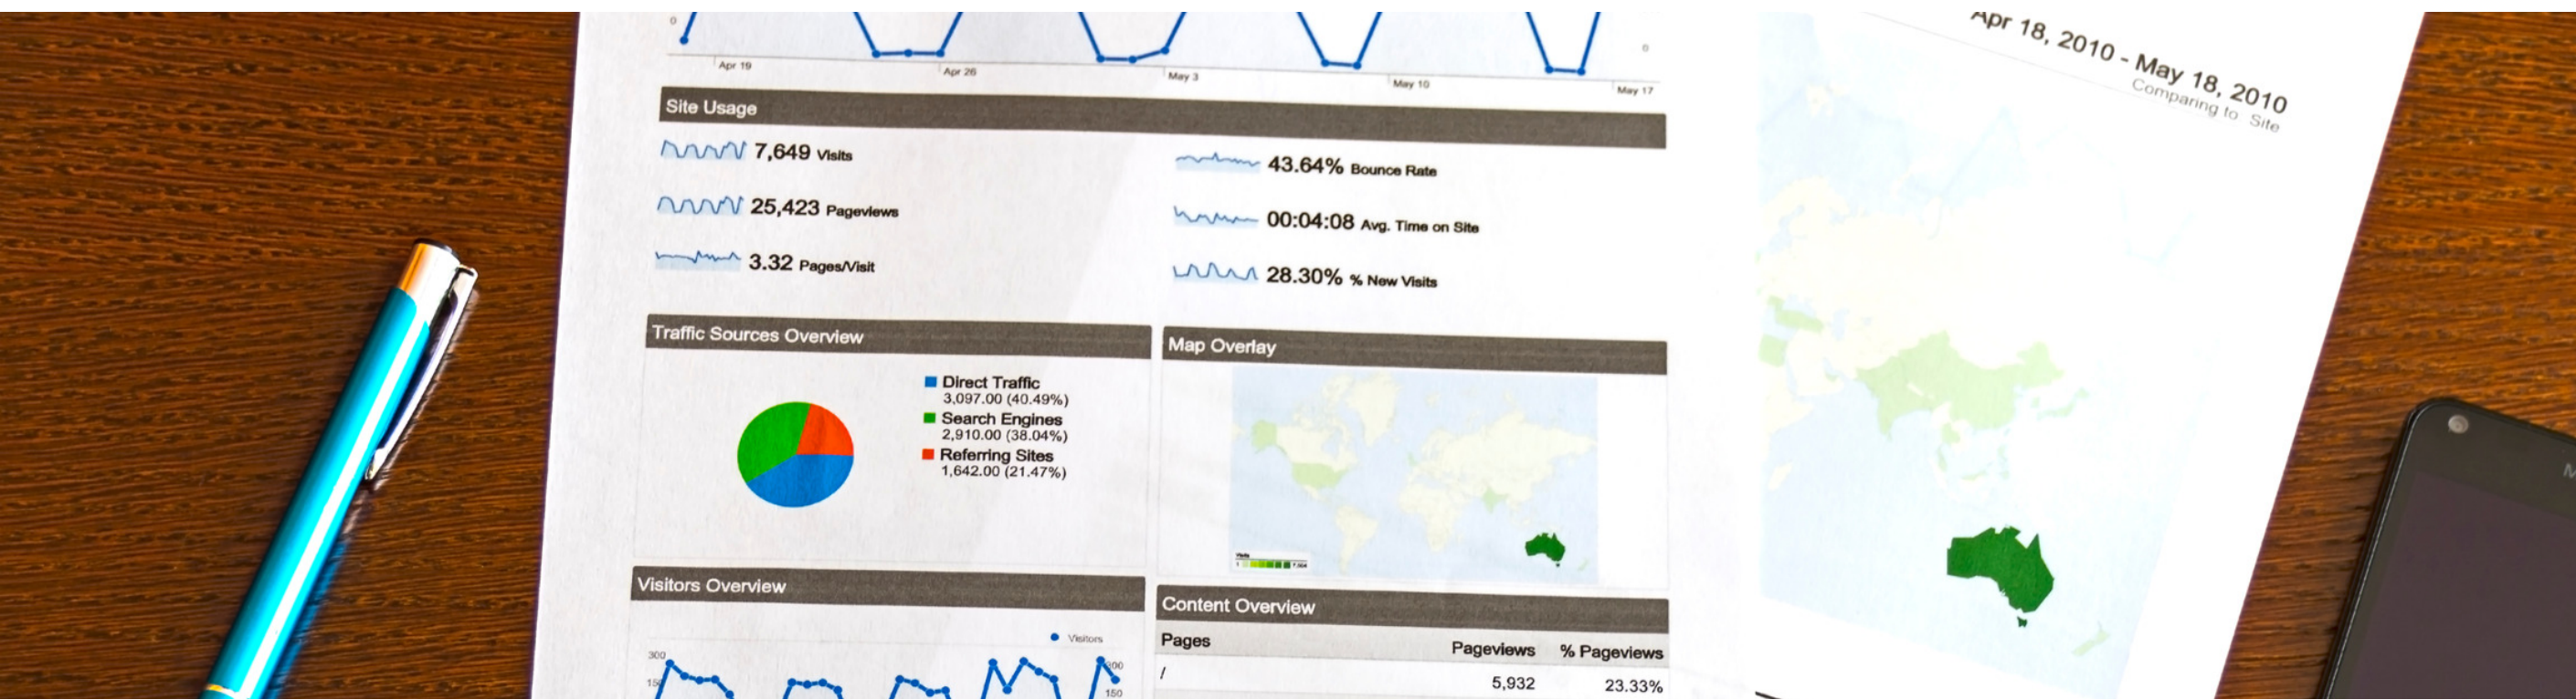 0
0
Apr 19
Apr 26
May 3
May 10
May 17
Site Usage
7,649 Visits
43.64% Bounce Rate
25,423 Pageviews
00:04:08 Avg. Time on Site
3.32 Pages/Visit
28.30% % New Visits
Traffic Sources Overview
Direct Traffic
3,097.00 (40.49%)
Search Engines
2,910.00 (38.04%)
Referring Sites
1,642.00 (21.47%)
Map Overlay
Visits
Visitors Overview
Visitors
300
300
150
Content Overview
Pages Pageviews % Pageviews
/ 5,932 23.33%
Apr 18, 2010 - May 18, 2010
Comparing to Site